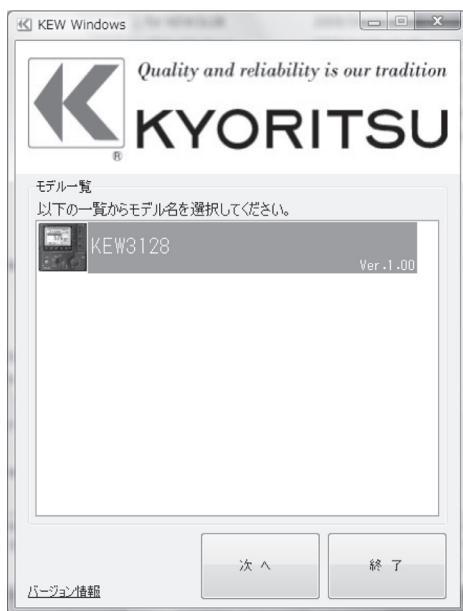 KEW Windows
Quality and reliability is our tradition
KYORITSU
®
モデル一覧
以下の一覧からモデル名を選択してください。
KEW3128
Ver.1.00
次 へ
終 了
バージョン情報